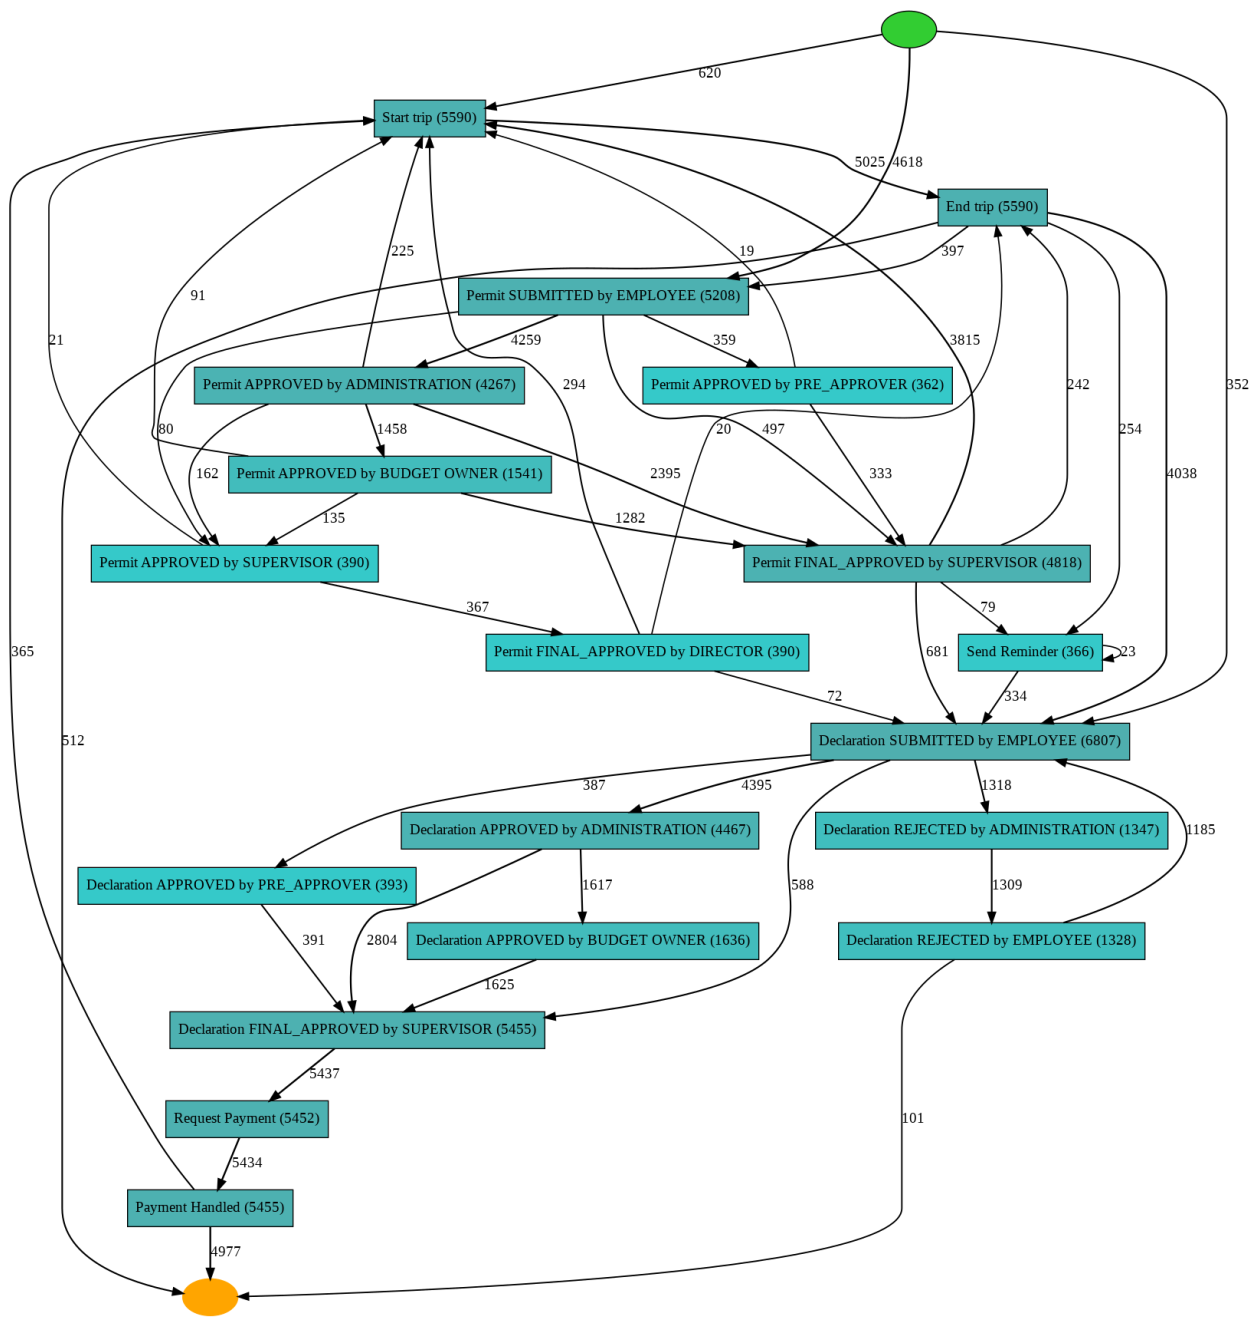 620
Start trip (5590)
5025
4618
End trip (5590)
225
19
397
91
Permit SUBMITTED by EMPLOYEE (5208)
21
4259
359
3815
294
Permit APPROVED by ADMINISTRATION (4267)
Permit APPROVED by PRE_APPROVER (362)
242
352
80
1458
497
20
254
162
Permit APPROVED by BUDGET OWNER (1541)
2395
333
4038
135
1282
Permit APPROVED by SUPERVISOR (390)
Permit FINAL_APPROVED by SUPERVISOR (4818)
367
79
365
Permit FINAL_APPROVED by DIRECTOR (390)
681
Send Reminder (366)
23
72
334
512
Declaration SUBMITTED by EMPLOYEE (6807)
387
4395
1318
Declaration APPROVED by ADMINISTRATION (4467)
Declaration REJECTED by ADMINISTRATION (1347)
1185
Declaration APPROVED by PRE_APPROVER (393)
1617
588
1309
391
2804
Declaration APPROVED by BUDGET OWNER (1636)
Declaration REJECTED by EMPLOYEE (1328)
1625
Declaration FINAL_APPROVED by SUPERVISOR (5455)
5437
Request Payment (5452)
101
5434
Payment Handled (5455)
4977